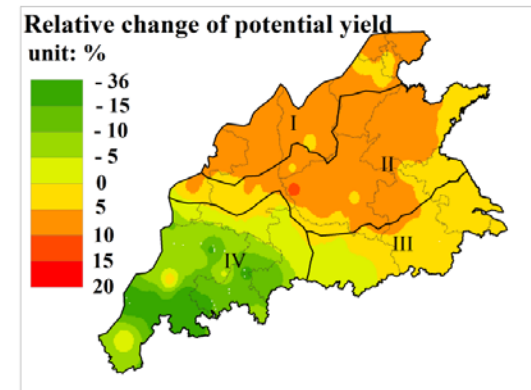 Relative change of potential yield
unit: %
- 36
- 15
- 10
- 5
0
5
10
15
20
I
II
III
IV